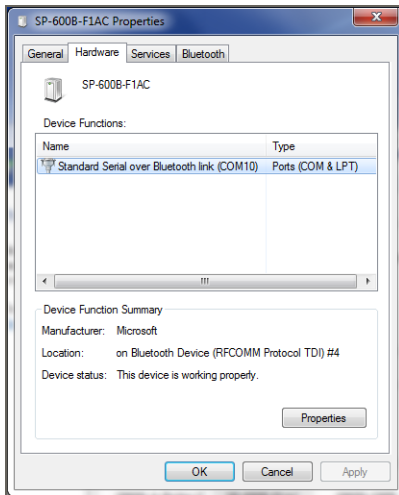 SP-600B-F1AC Properties
General Hardware Services Bluetooth
SP-600B-F1AC
Device Functions:
Name Type
Standard Serial over Bluetooth link (COM10) Ports (COM & LPT)
Device Function Summary
Manufacturer: Microsoft
Location: on Bluetooth Device (RFCOMM Protocol TDI) #4
Device status: This device is working properly.
Properties
OK Cancel Apply